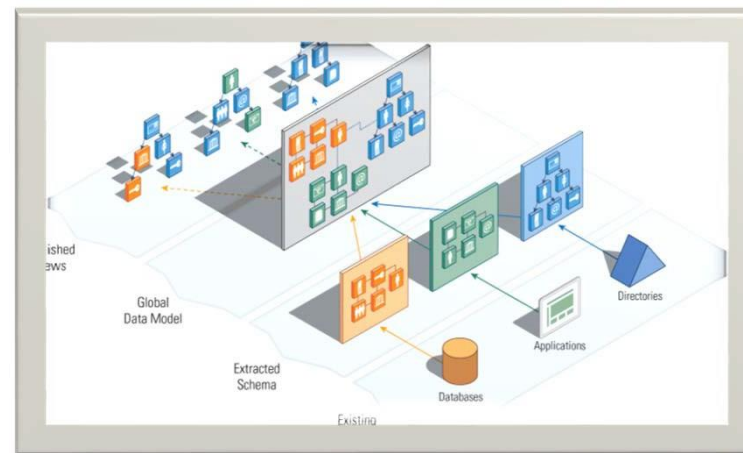 ished
ews
Global
Data Model
Extracted
Schema
Existing
Databases
Applications
Directories